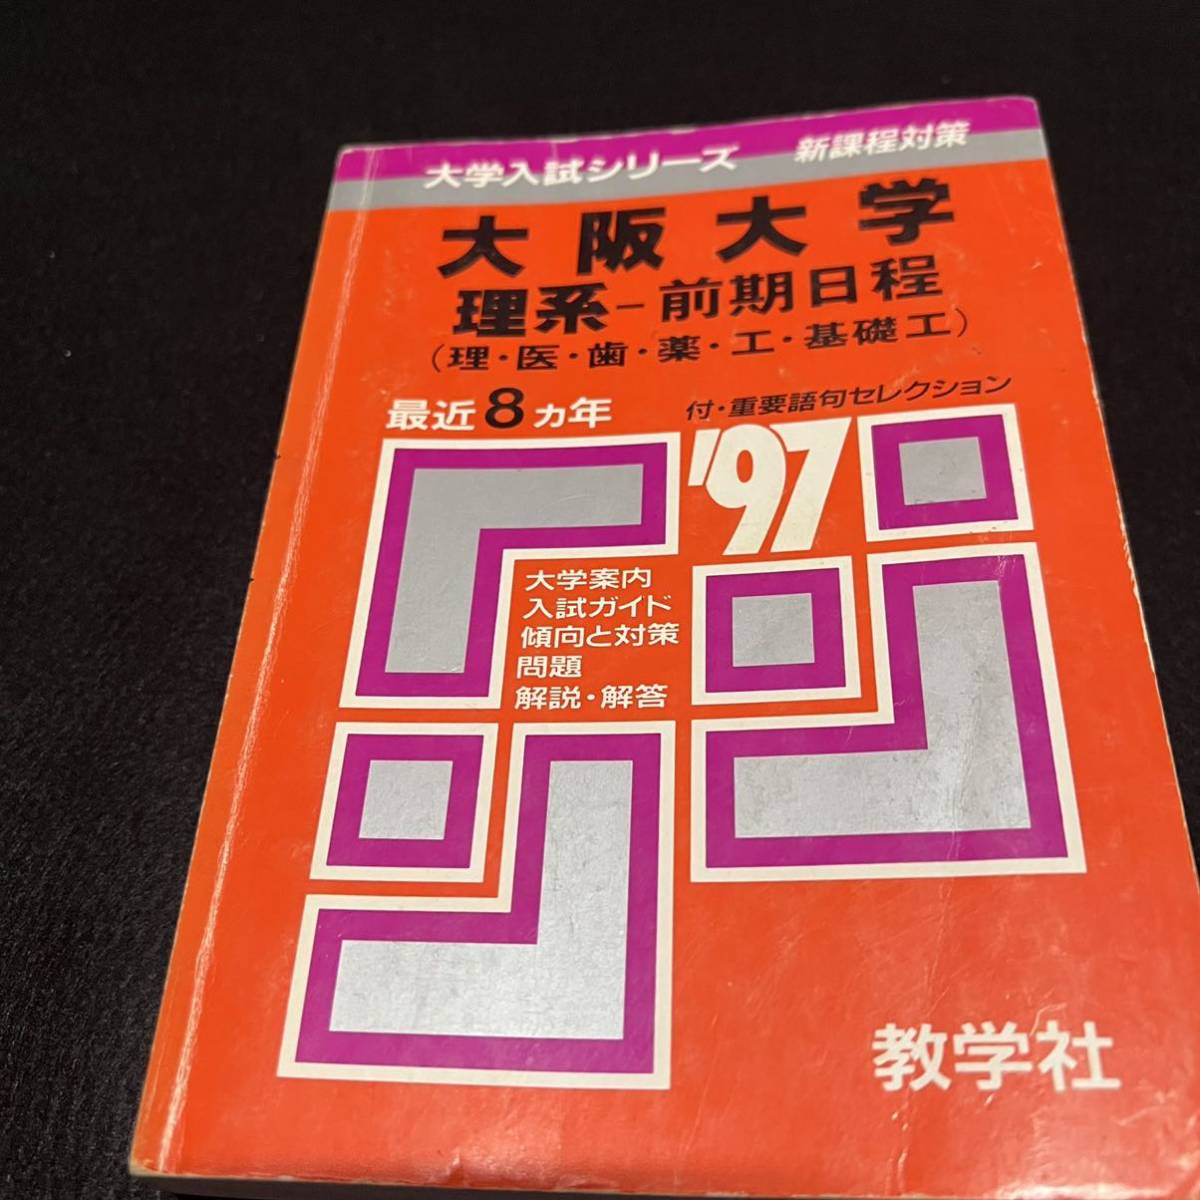 大学入試シリーズ 新課程対策
大阪大学
理系-前期日程
(理・医・歯・薬・工・基礎工)
最近8ヵ年 付・重要語句セレクション
'97
大学案内
入試ガイド
傾向と対策
問題
解説・解答
教学社